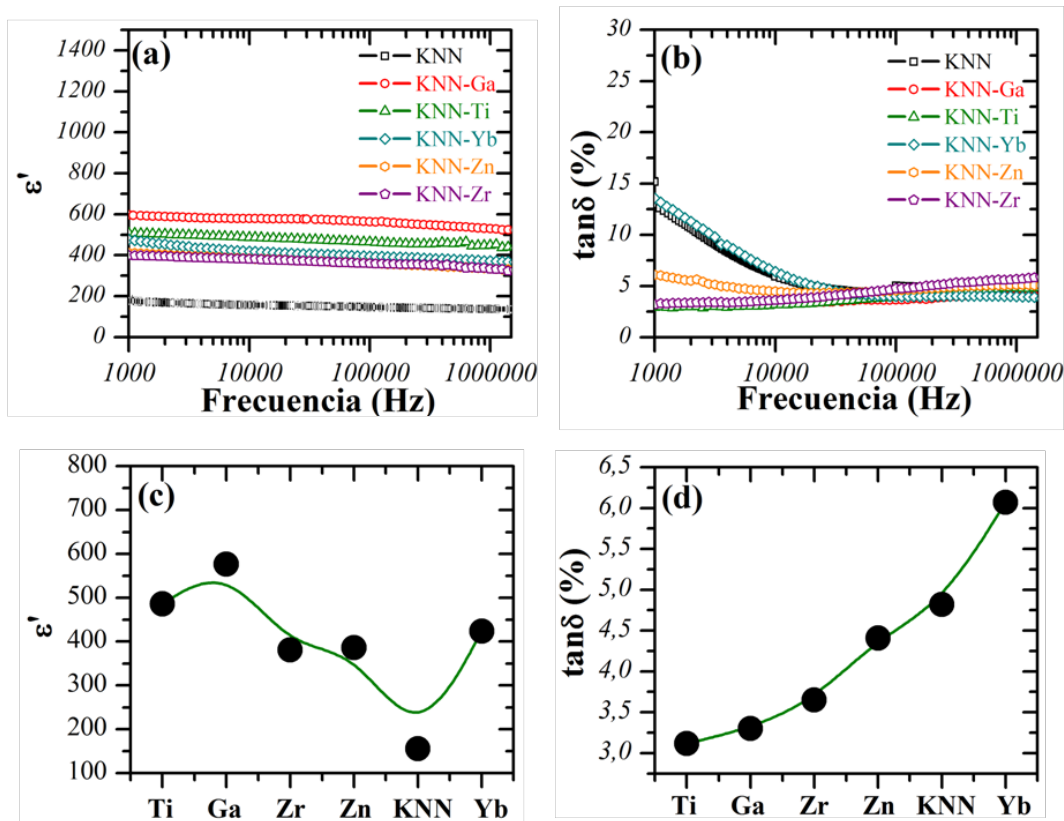 (a)
1400
1200
1000
800
600
400
200
0
ε'
KNN
KNN-Ga
KNN-Ti
KNN-Yb
KNN-Zn
KNN-Zr
1000 10000 100000 1000000
Frecuencia (Hz)
(b)
30
25
20
15
10
5
0
tanδ (%)
KNN
KNN-Ga
KNN-Ti
KNN-Yb
KNN-Zn
KNN-Zr
1000 10000 100000 1000000
Frecuencia (Hz)
(c)
800
700
600
500
400
300
200
100
ε'
Ti Ga Zr Zn KNN Yb
(d)
6,5
6,0
5,5
5,0
4,5
4,0
3,5
3,0
tanδ (%)
Ti Ga Zr Zn KNN Yb